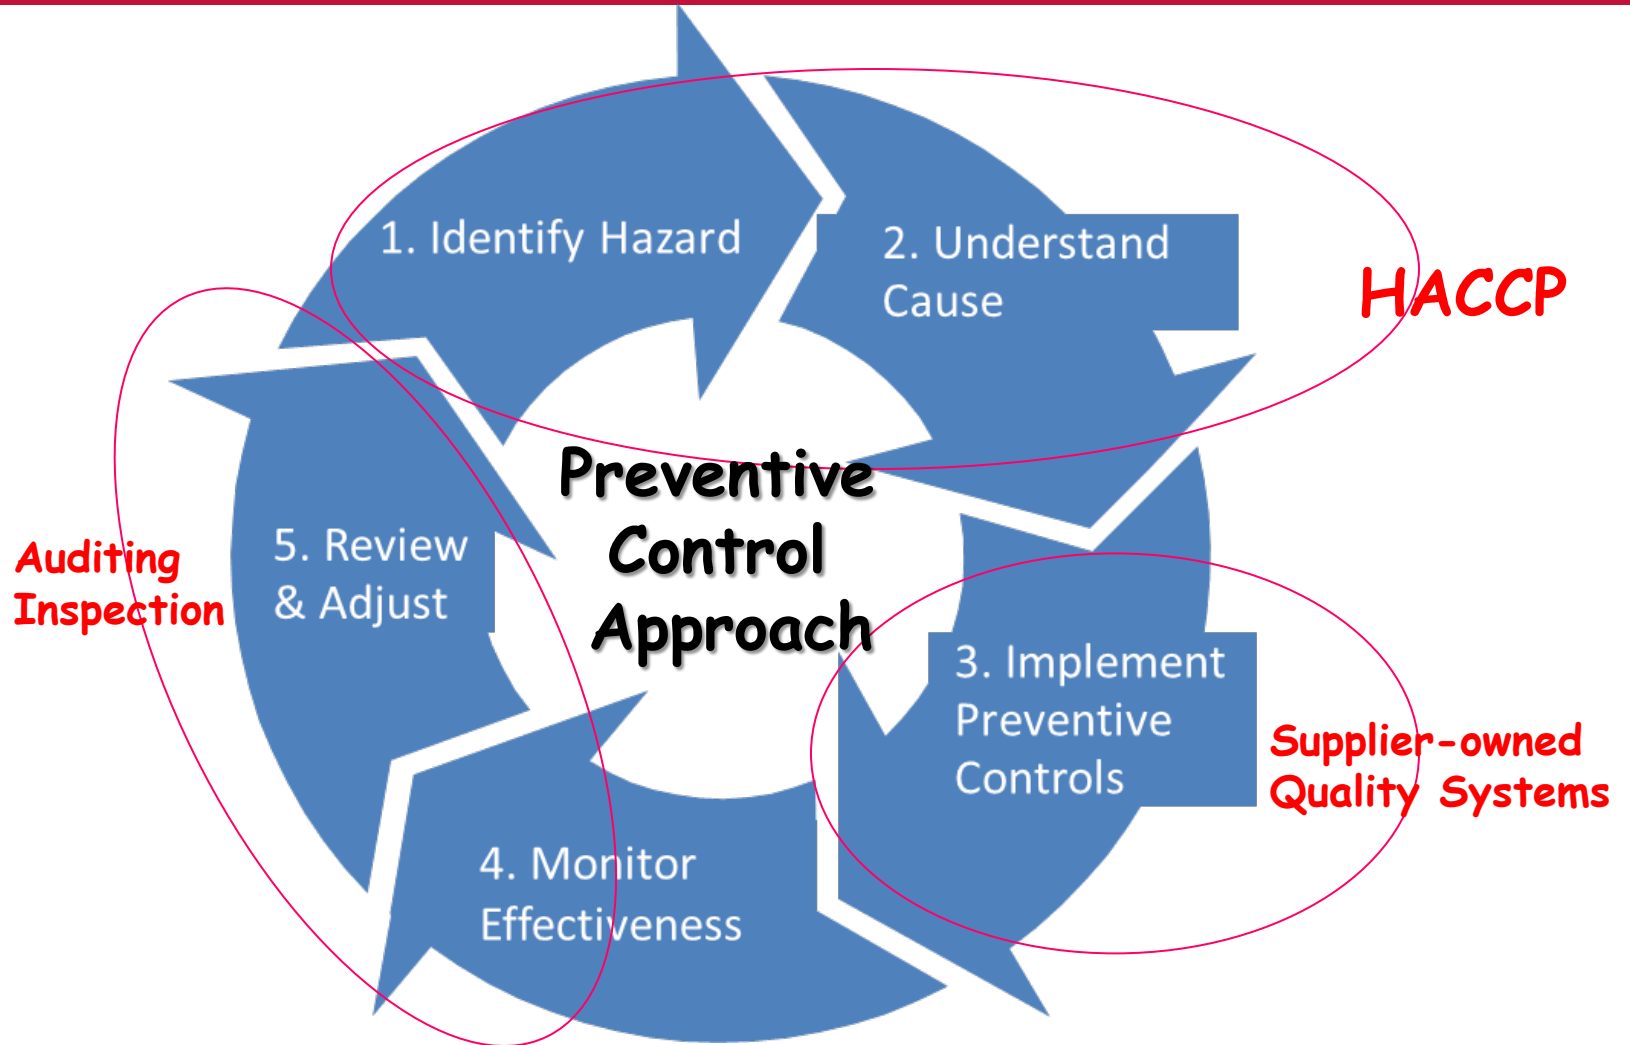 1. Identify Hazard
2. Understand
Cause
HACCP
Preventive
Control
Approach
5. Review
& Adjust
Auditing
Inspection
3. Implement
Preventive
Controls
Supplier-owned
Quality Systems
4. Monitor
Effectiveness